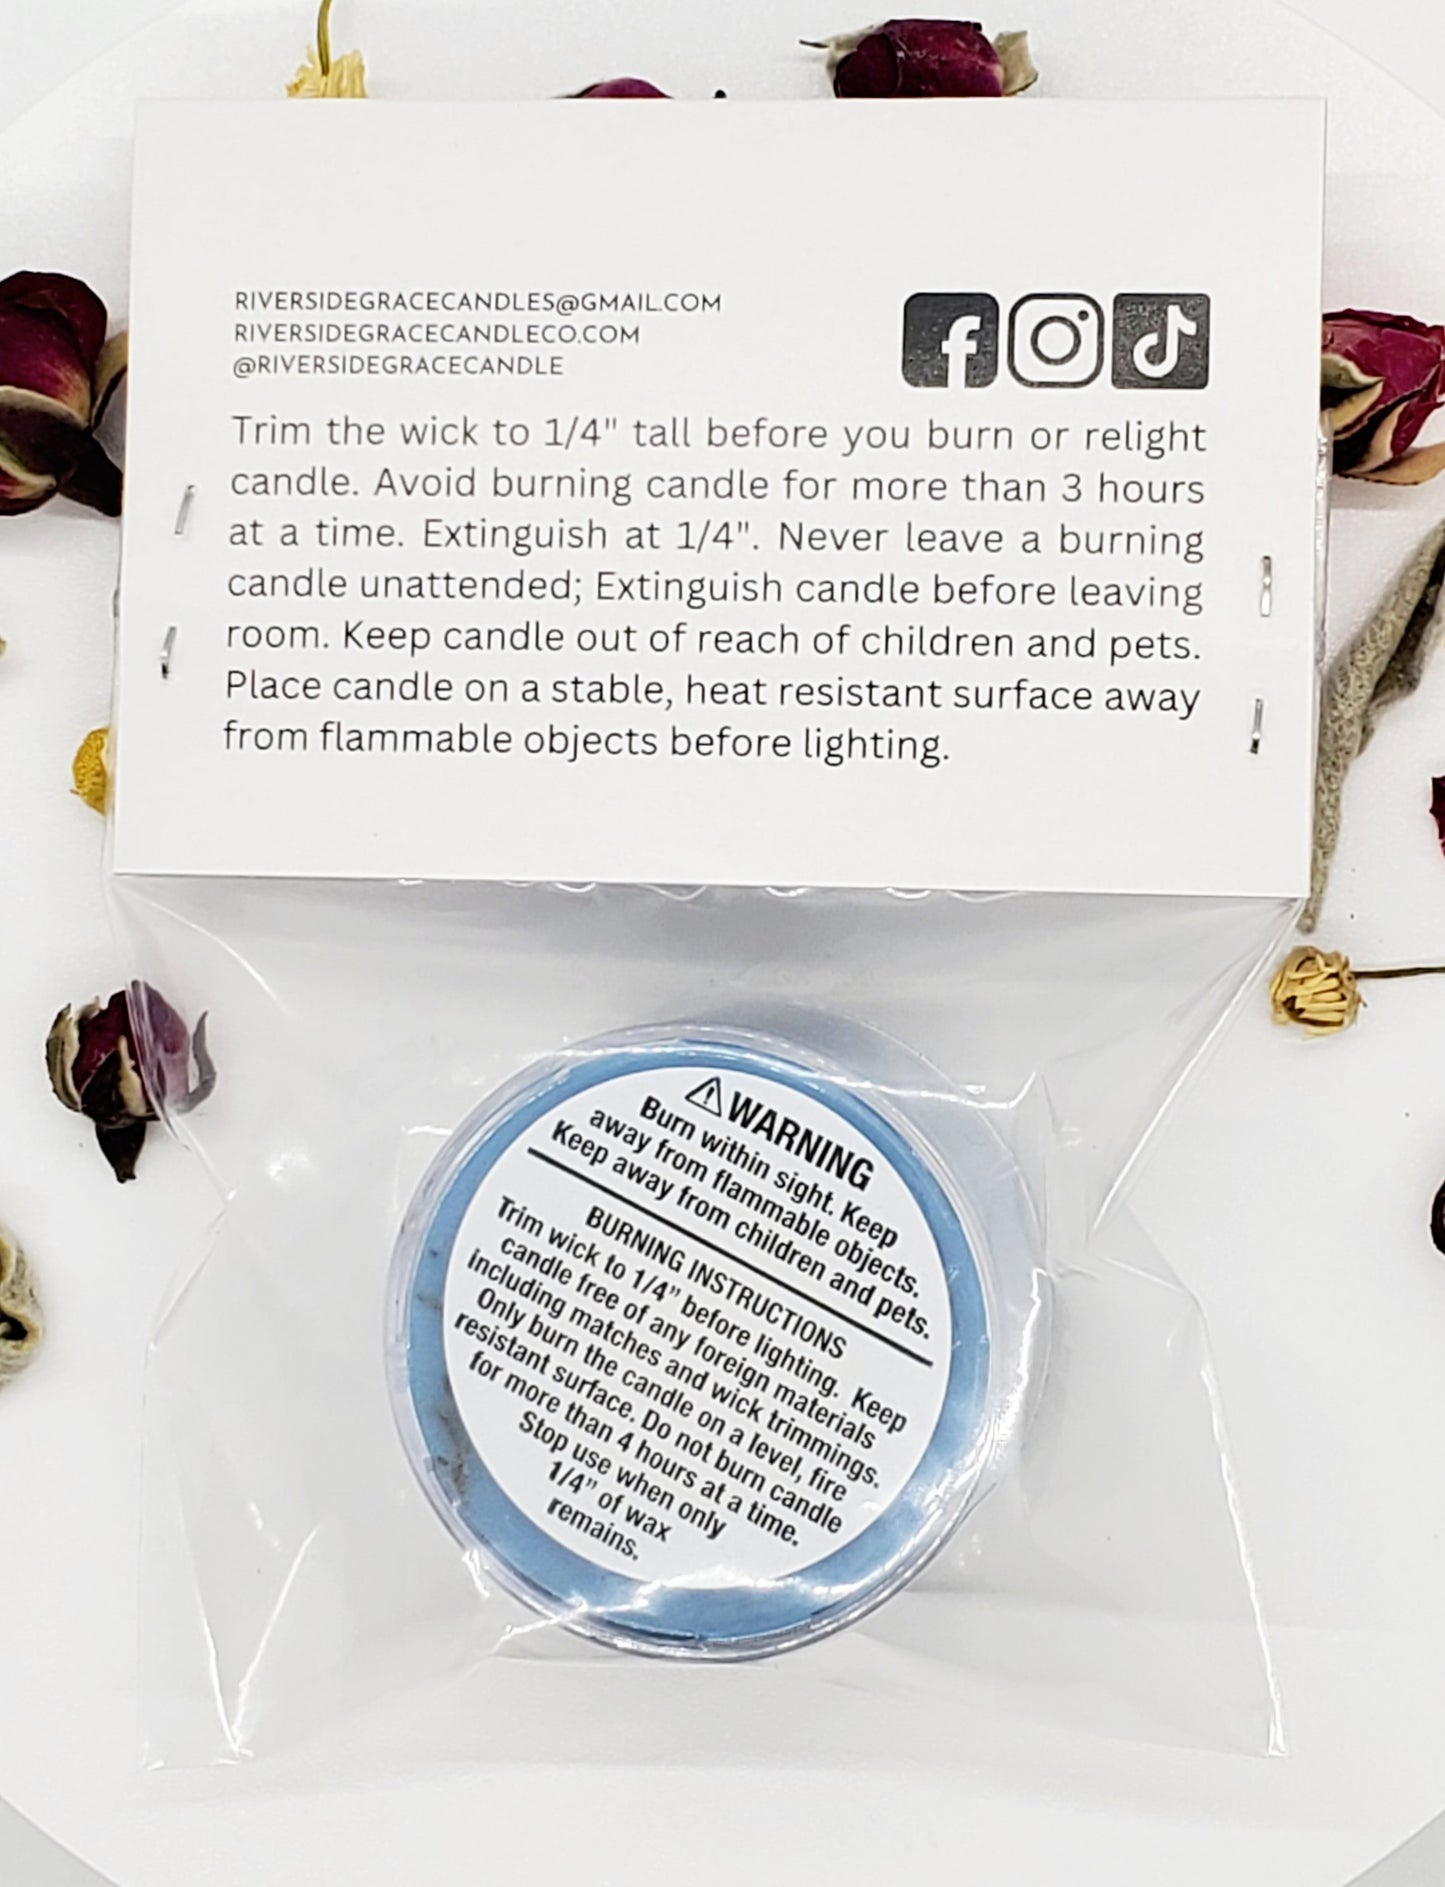 RIVERSIDEGRACECANDLES@GMAIL.COM
RIVERSIDEGRACECANDLECO.COM
@RIVERSIDEGRACECANDLE
Trim the wick to 1/4" tall before you burn or relight
candle. Avoid burning candle for more than 3 hours
at a time. Extinguish at 1/4". Never leave a burning
candle unattended; Extinguish candle before leaving
room. Keep candle out of reach of children and pets.
Place candle on a stable, heat resistant surface away
from flammable objects before lighting.
WARNING
Burn within sight. Keep
away from flammable objects.
Keep away from children and pets.
BURNING INSTRUCTIONS
Trim wick to 1/4” before lighting. Keep
candle free of any foreign materials
including matches and wick trimmings.
Only burn the candle on a level, fire
resistant surface. Do not burn candle
for more than 4 hours at a time.
Stop use when only
1/4” of wax
remains.